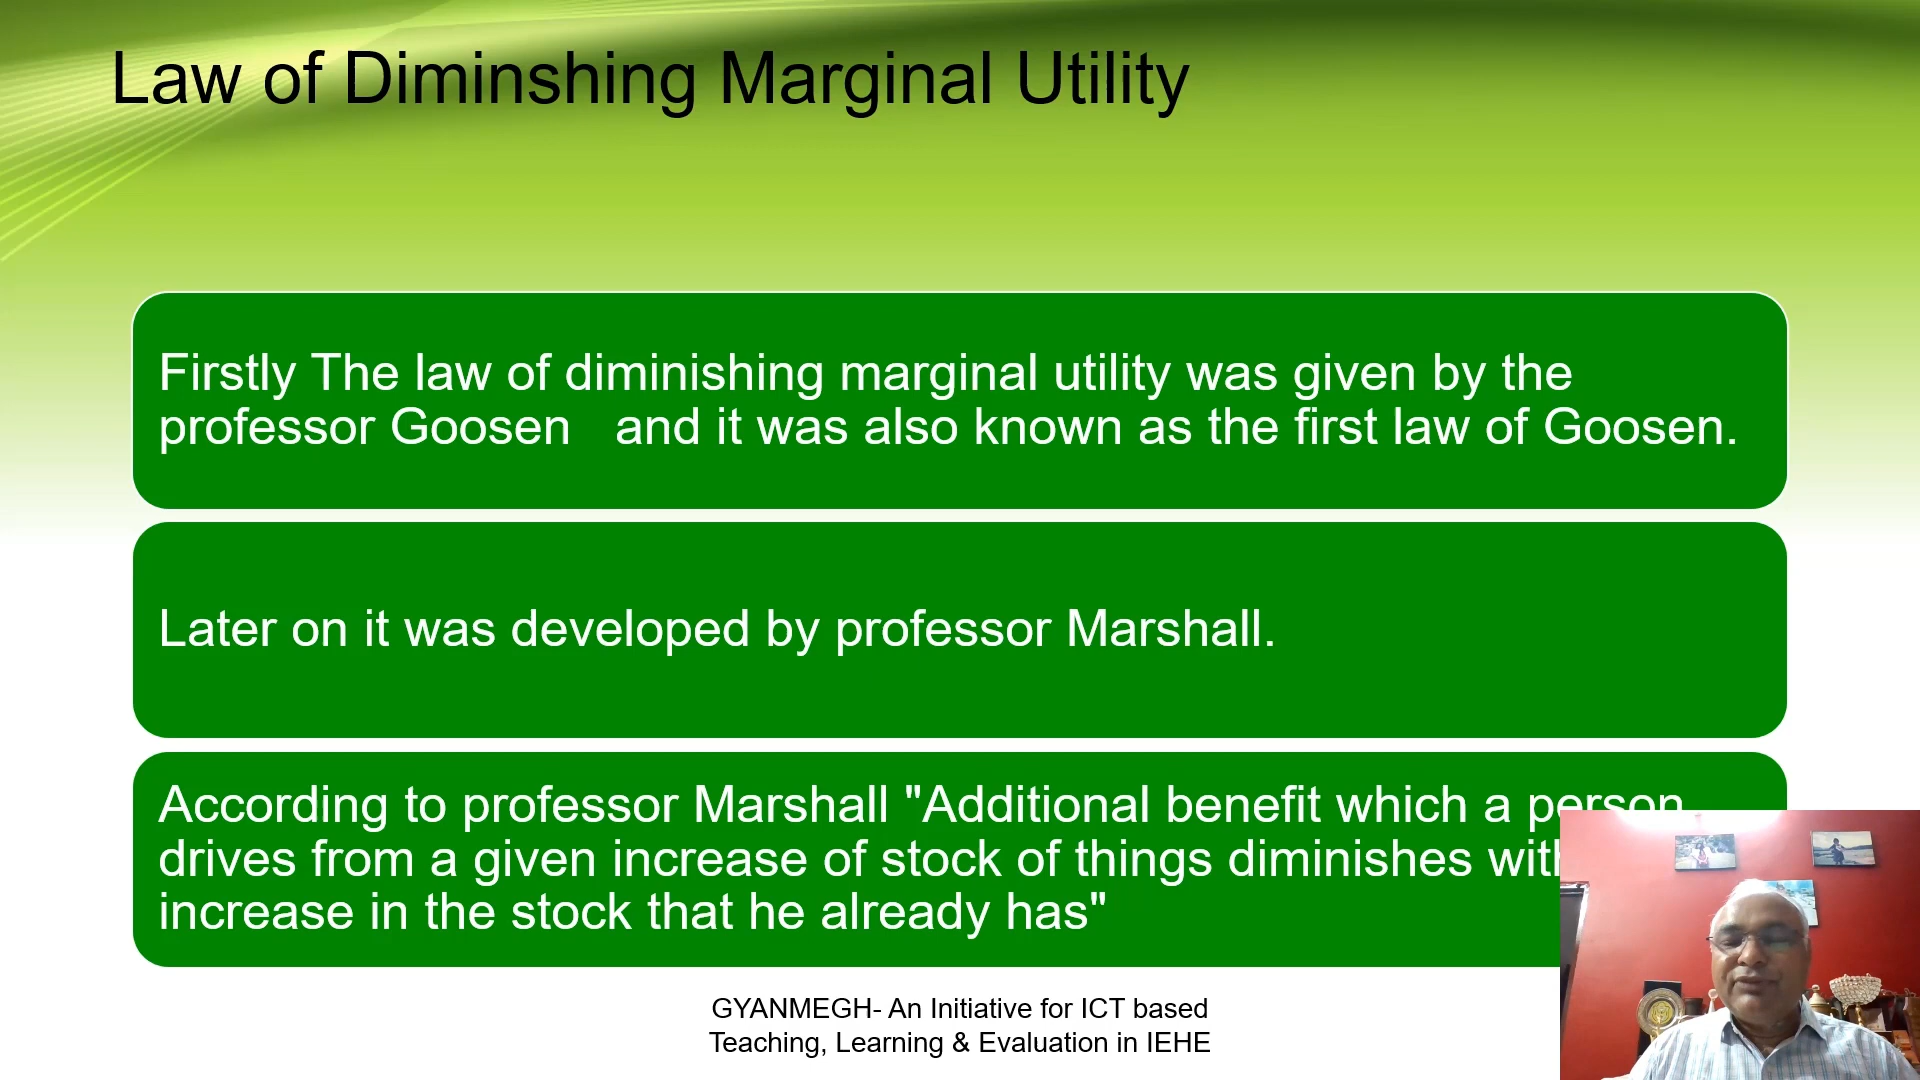 Law of Diminshing Marginal Utility
Firstly The law of diminishing marginal utility was given by the
professor Goosen and it was also known as the first law of Goosen.
Later on it was developed by professor Marshall.
According to professor Marshall "Additional benefit which a person
drives from a given increase of stock of things diminishes with
increase in the stock that he already has"
GYANMEGH- An Initiative for ICT based
Teaching, Learning & Evaluation in IEHE